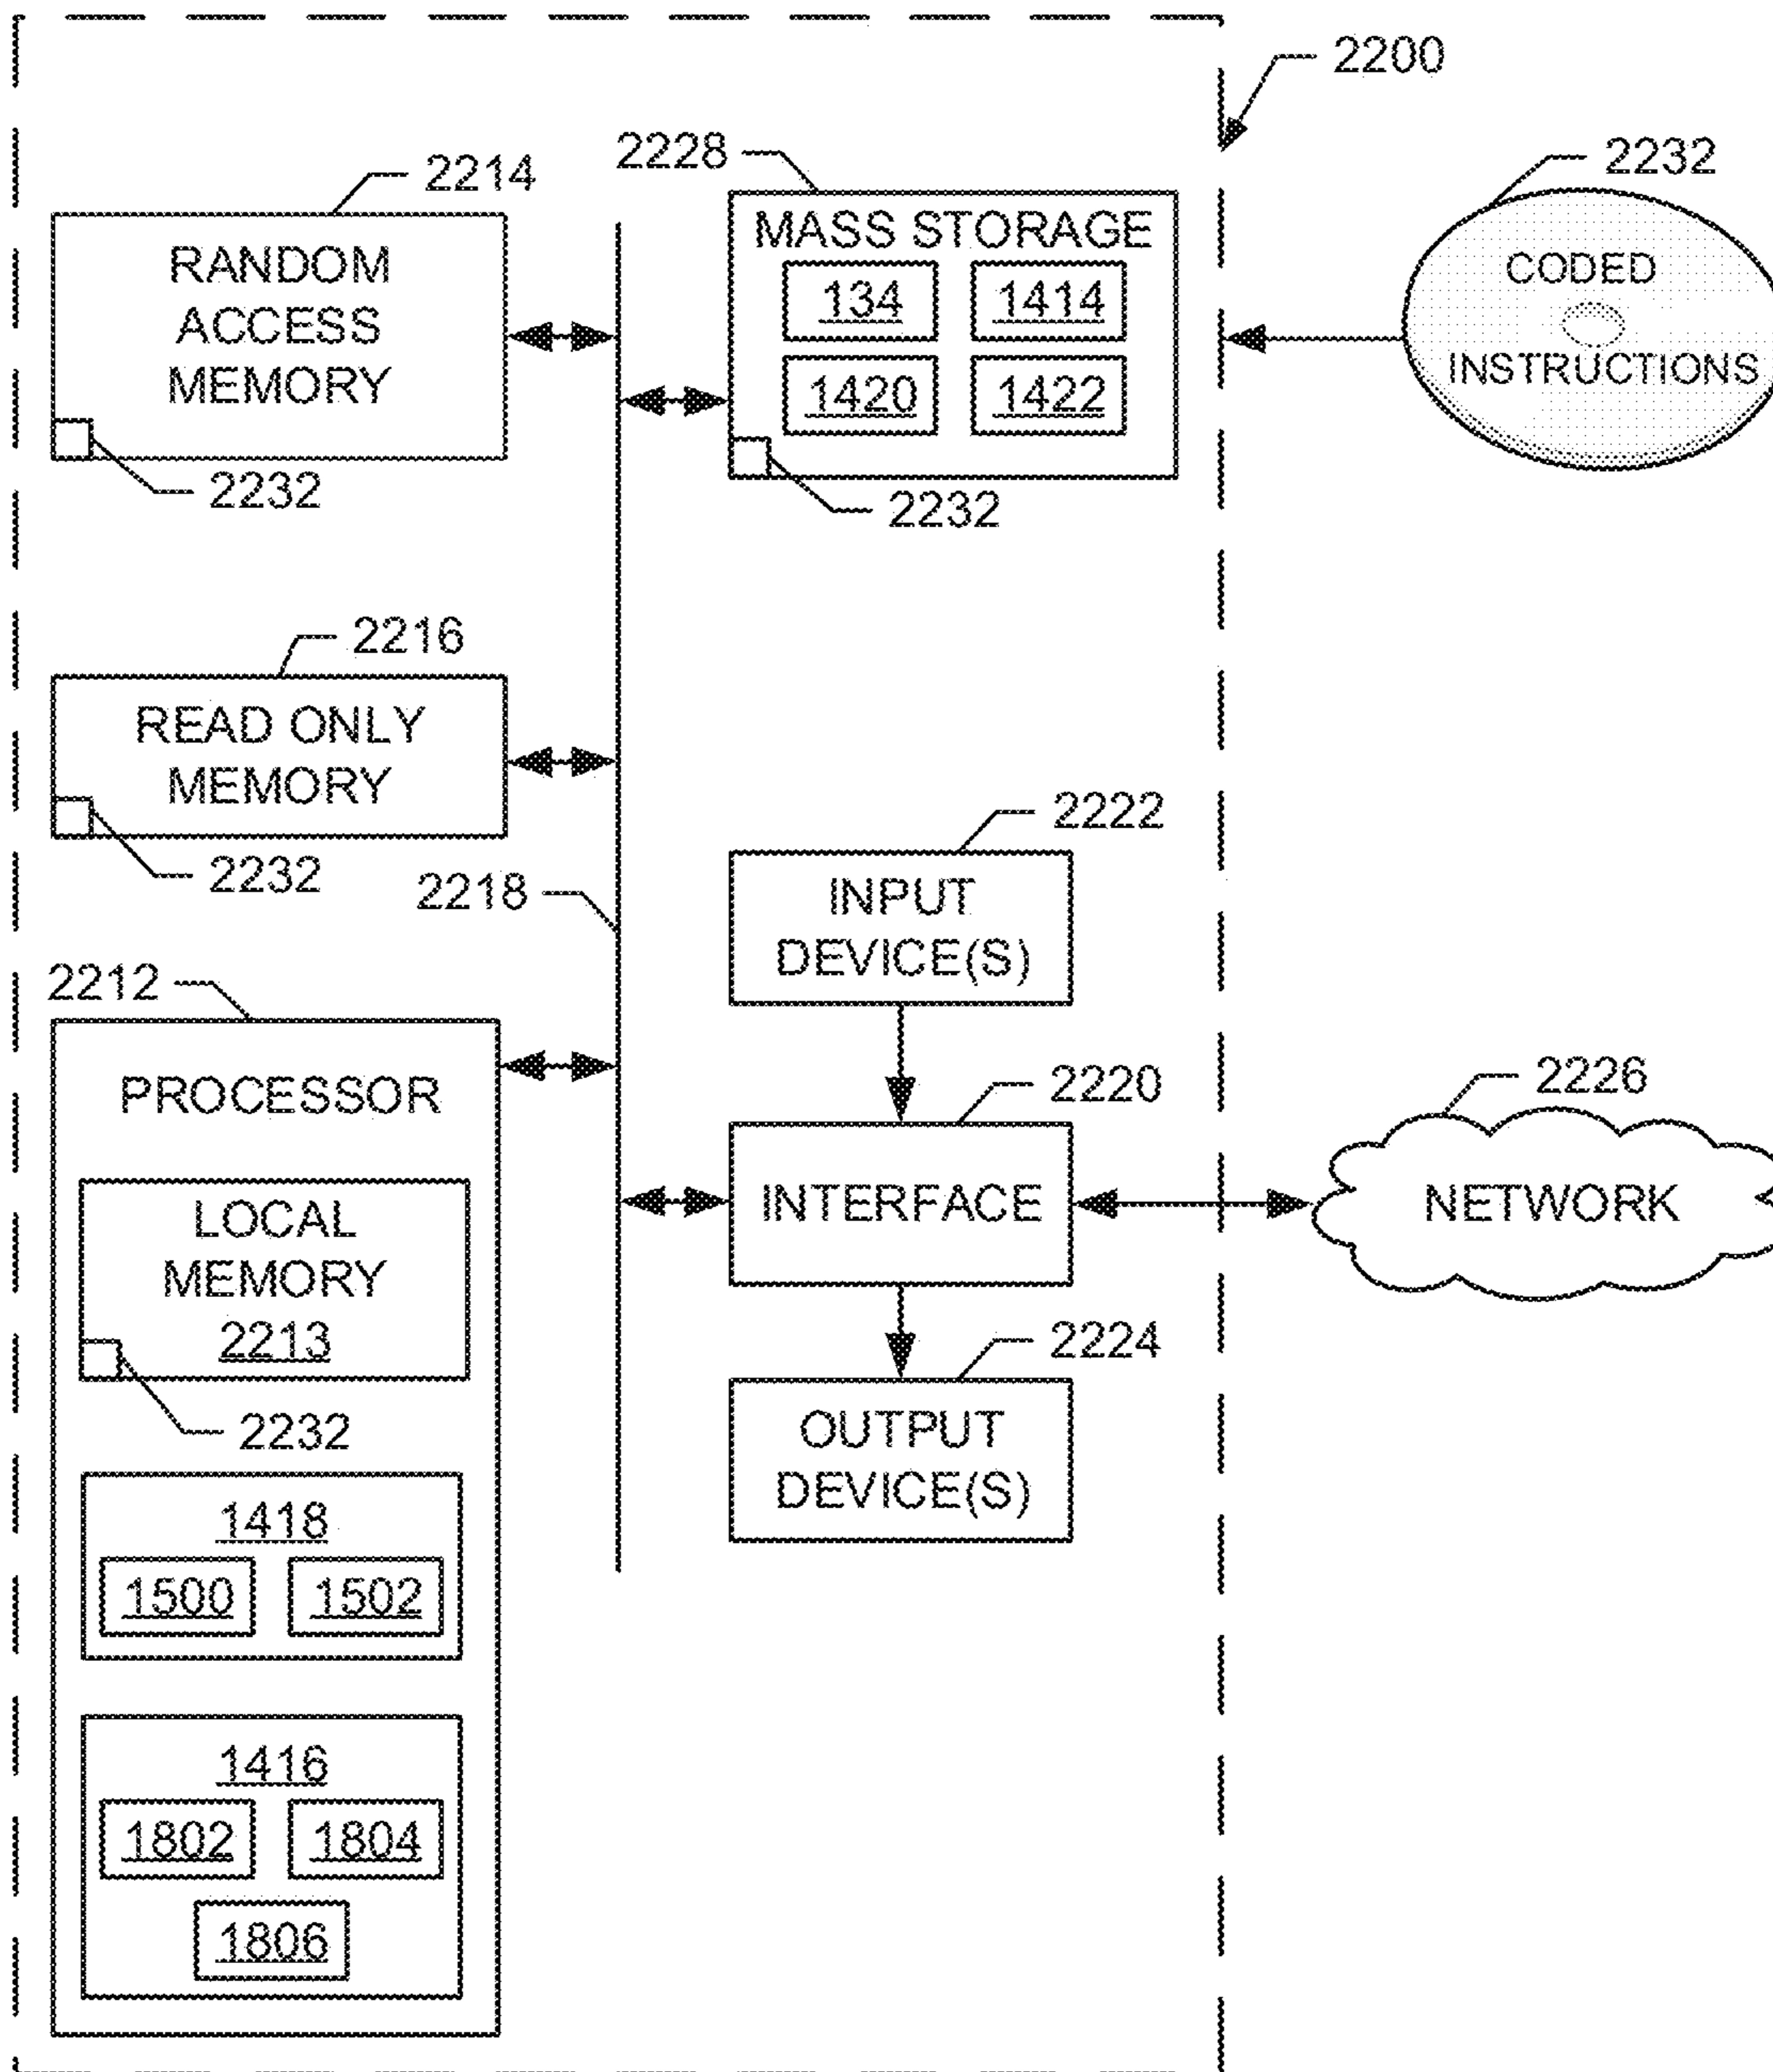 2200
2214
RANDOM
ACCESS
MEMORY
2232
2228
MASS STORAGE
134
1414
1420
1422
2232
2232
CODED
INSTRUCTIONS
2216
READ ONLY
MEMORY
2232
2218
2222
INPUT
DEVICE(S)
2212
PROCESSOR
LOCAL
MEMORY
2213
2232
1418
1500
1502
1416
1802
1804
1806
2220
INTERFACE
2226
NETWORK
2224
OUTPUT
DEVICE(S)